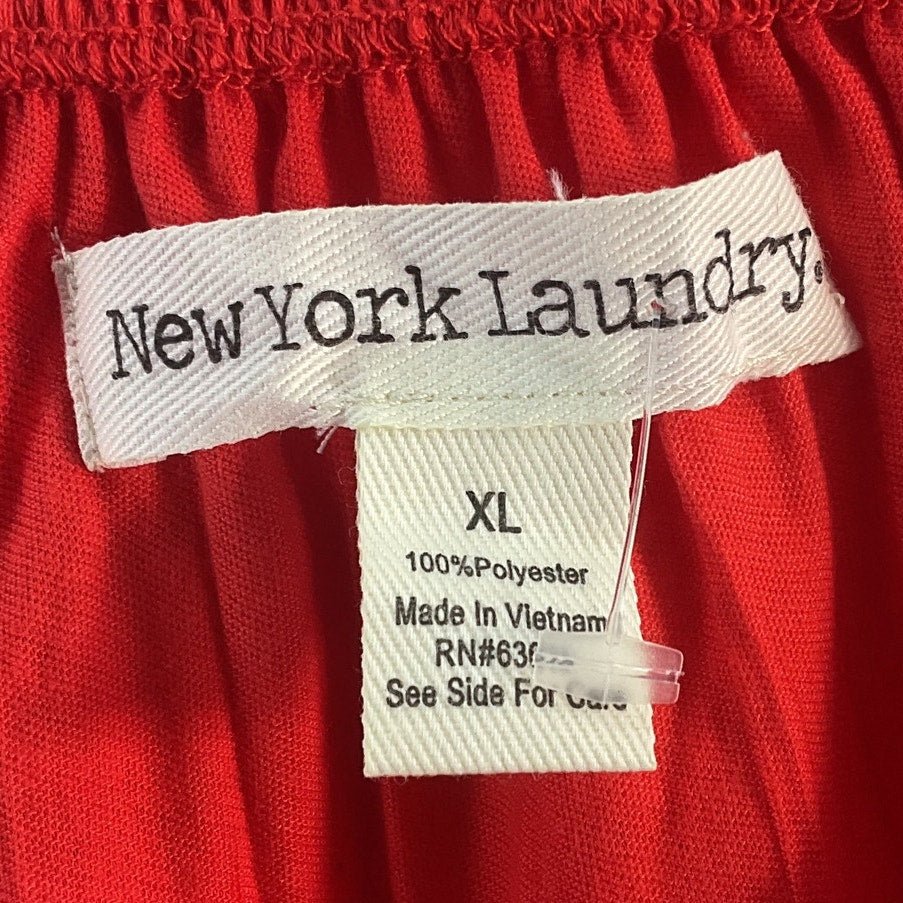 New York Laundry
XL
100%Polyester
Made In Vietnam
See Side For